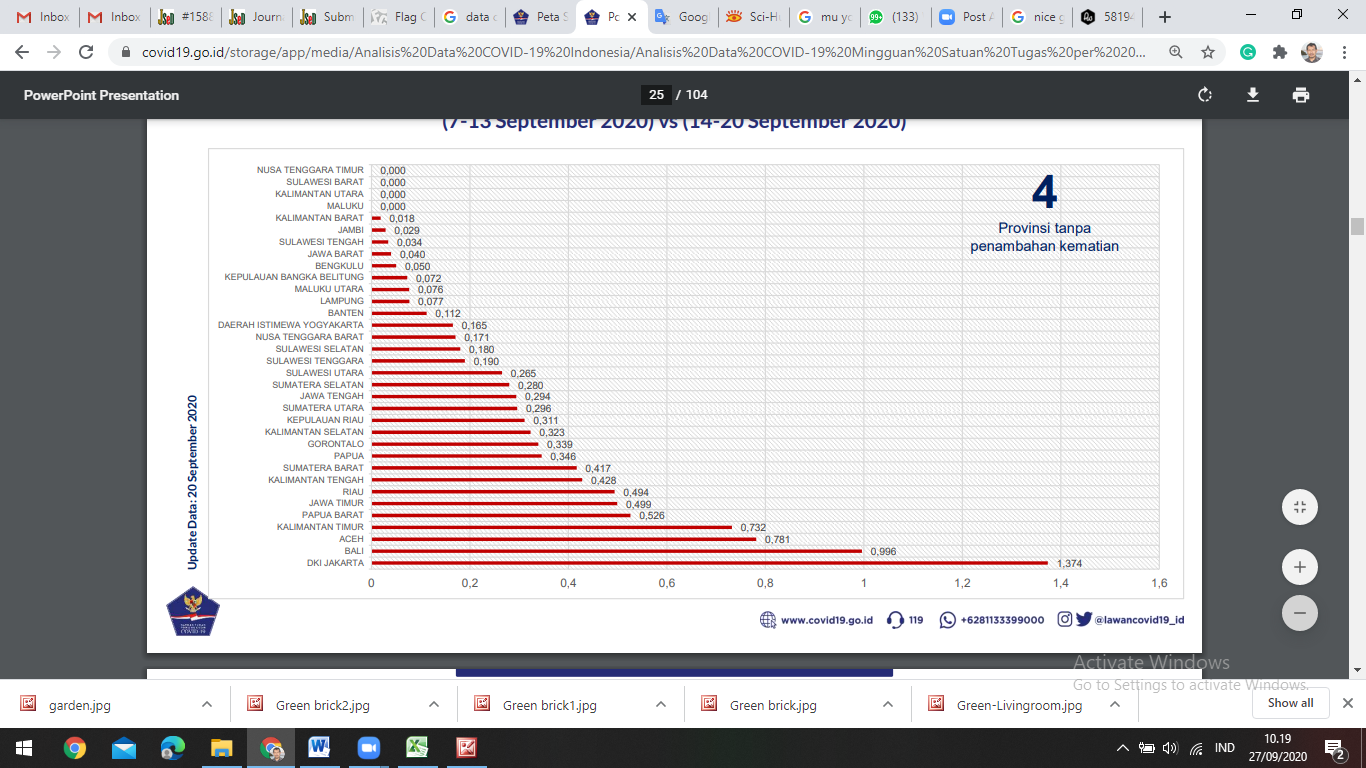 Inbox
Inbox
#1588
Journ
Subm
Flag C
data c
Peta S
Pc
Goog
Sci-H
mu yc
(133)
Post A
nice g
5819
covid19.go.id/storage/app/media/Analisis%20Data%20COVID-19%20Indonesia/Analisis%20Data%20COVID-19%20Mingguan%20Satuan%20Tugas%20per%2020...
PowerPoint Presentation
25 / 104
(7-13 September 2020) vs (14-20 September 2020)
NUSA TENGGARA TIMUR 0,000
SULAWESI BARAT 0,000
KALIMANTAN UTARA 0,000
MALUKU 0,000
KALIMANTAN BARAT 0,018
JAMBI 0,029
SULAWESI TENGAH 0,034
JAWA BARAT 0,040
BENGKULU 0,050
KEPULAUAN BANGKA BELITUNG 0,072
MALUKU UTARA 0,076
LAMPUNG 0,077
BANTEN 0,112
DAERAH ISTIMEWA YOGYAKARTA 0,165
NUSA TENGGARA BARAT 0,171
SULAWESI SELATAN 0,180
SULAWESI TENGGARA 0,190
SULAWESI UTARA 0,265
SUMATERA SELATAN 0,280
JAWA TENGAH 0,294
SUMATERA UTARA 0,296
KEPULAUAN RIAU 0,311
KALIMANTAN SELATAN 0,323
GORONTALO 0,339
PAPUA 0,346
SUMATERA BARAT 0,417
KALIMANTAN TENGAH 0,428
RIAU 0,494
JAWA TIMUR 0,499
PAPUA BARAT 0,526
KALIMANTAN TIMUR 0,732
ACEH 0,781
BALI 0,996
DKI JAKARTA 1,374
0 0,2 0,4 0,6 0,8 1 1,2 1,4 1,6
4
Provinsi tanpa
penambahan kematian
Update Data: 20 September 2020
COVID-19
www.covid19.go.id 119 +6281133399000 @lawancovid19_id
Activate Windows
Go to Settings to activate Windows.
garden.jpg
Green brick2.jpg
Green brick1.jpg
Green brick.jpg
Green-Livingroom.jpg
Show all
IND
10.19
27/09/2020
2